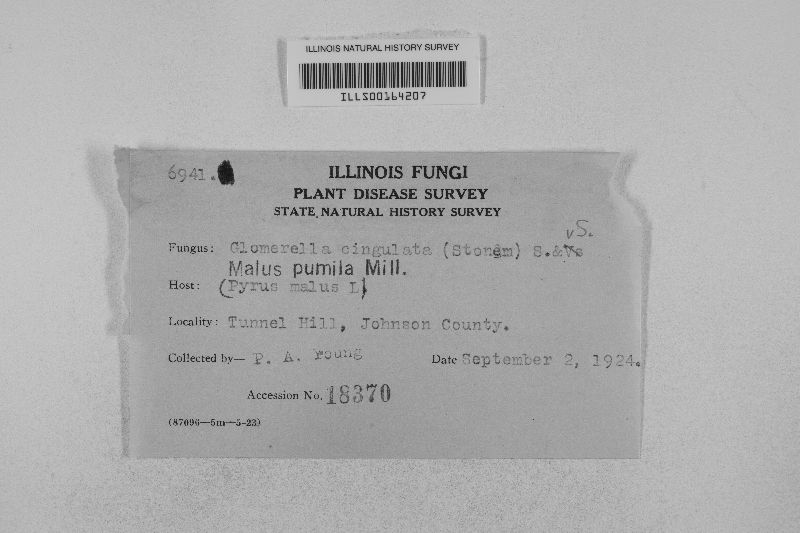 ILLINOIS NATURAL HISTORY SURVEY
ILLS00164207
6941.
ILLINOIS FUNGI
PLANT DISEASE SURVEY
STATE NATURAL HISTORY SURVEY
Fungus: Glomerella cingulata (Stonem) S.&vS.
Malus pumila Mill.
Host: (Pyrus malus L)
Locality: Tunnel Hill, Johnson County.
Collected by— P. A. Young Date September 2, 1924.
Accession No. 18370
(87096—5m—5-23)